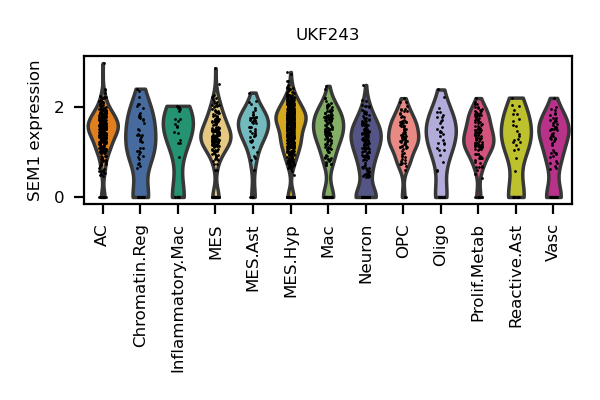 UKF243
SEM1 expression
2
0
AC
Chromatin.Reg
Inflammatory.Mac
MES
MES.Ast
MES.Hyp
Mac
Neuron
OPC
Oligo
Prolif.Metab
Reactive.Ast
Vasc